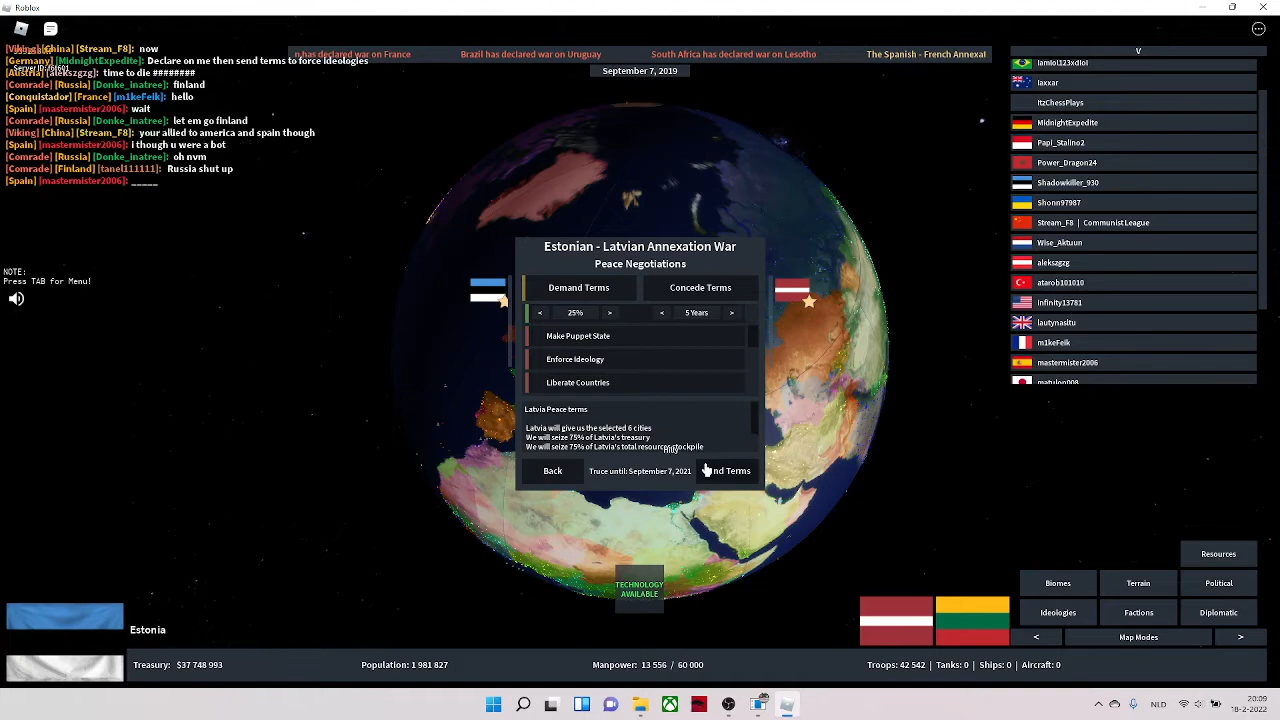 Roblox
[Viking] [China] [Stream_F8]: now
[Germany] [MidnightExpedite]: Declare on me then send terms to force ideologies
[Austria] [alekszgzg]: time to die ########
[Comrade] [Russia] [Donke_Inatree]: finland
[Conquistador] [France] [m1keFeik]: hello
[Spain] [mastermister2006]: wait
[Comrade] [Russia] [Donke_Inatree]: let em go finland
[Viking] [China] [Stream_F8]: your allied to america and spain though
[Spain] [mastermister2006]: i though u were a bot
[Comrade] [Russia] [Donke_Inatree]: oh nvm
[Comrade] [Finland] [tanel111111]: Russia shut up
[Spain] [mastermister2006]: _____
NOTE:
Press TAB for Menu!
n has declared war on France
Brazil has declared war on Uruguay
South Africa has declared war on Lesotho
The Spanish - French Annexat
September 7, 2019
V
iamlol123xdlol
laxxar
ItzChessPlays
MidnightExpedite
Papi_Stalino2
Power_Dragon24
Shadowkiller_930
Shonn97987
Stream_F8 | CommunistLeague
Wise_Aktuun
alekszgzg
atarob101010
Infinity13781
lautynasltu
m1keFeik
mastermister2006
matulon008
Estonian - Latvian Annexation War
Peace Negotiations
Demand Terms
Concede Terms
< 25% >
< 5 Years >
Make Puppet State
Enforce Ideology
Liberate Countries
Latvia Peace terms
Latvia will give us the selected 6 cities
We will seize 75% of Latvia's treasury
We will seize 75% of Latvia's total resource stockpile
Back
Truce until: September 7, 2021
nd Terms
TECHNOLOGY
AVAILABLE
Resources
Biomes
Terrain
Political
Ideologies
Factions
Diplomatic
<
Map Modes
>
Estonia
Treasury: $37 748 993
Population: 1 981 827
Manpower: 13 556 / 60 000
Troops: 42 542 | Tanks: 0 | Ships: 0 | Aircraft: 0
NLD
20:09
18-2-2022